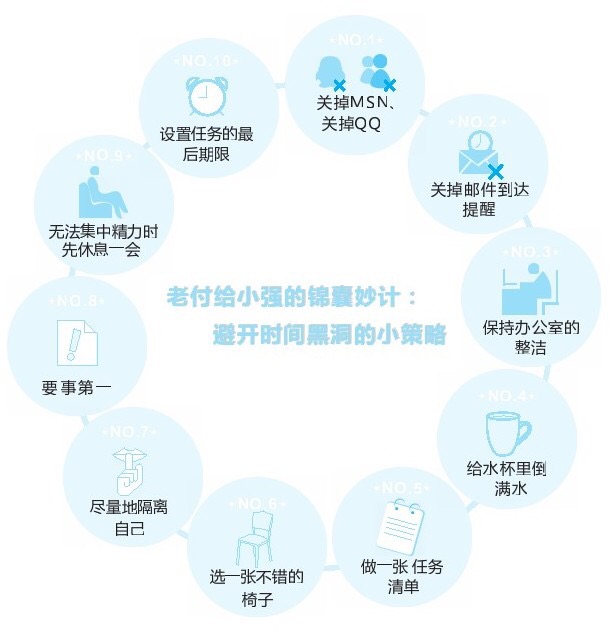 老付给小强的锦囊妙计：
避开时间黑洞的小策略
•NO.1•
关掉MSN、
关掉QQ
•NO.2•
关掉邮件到达
提醒
•NO.3•
保持办公室的
整洁
•NO.4•
给水杯里倒
满水
•NO.5•
做一张 任务
清单
•NO.6•
选一张不错的
椅子
•NO.7•
尽量地隔离
自己
•NO.8•
要事第一
•NO.9•
无法集中精力时
先休息一会
•NO.10•
设置任务的最
后期限